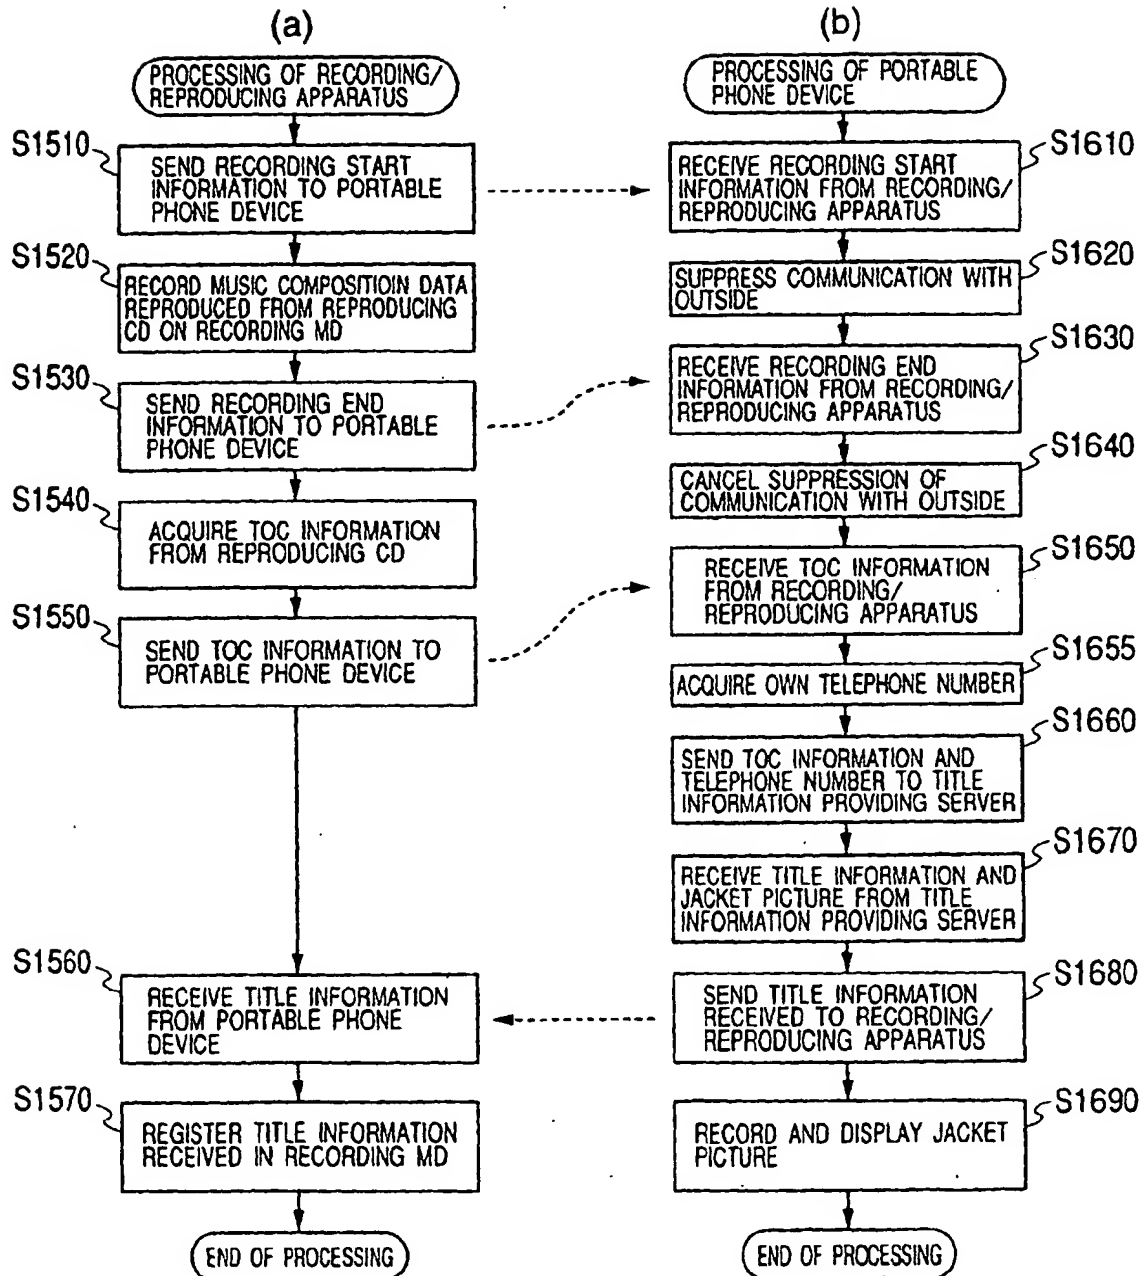 (a)
PROCESSING OF RECORDING/
REPRODUCING APPARATUS
S1510
SEND RECORDING START
INFORMATION TO PORTABLE
PHONE DEVICE
S1520
RECORD MUSIC COMPOSITIOIN DATA
REPRODUCED FROM REPRODUCING
CD ON RECORDING MD
S1530
SEND RECORDING END
INFORMATION TO PORTABLE
PHONE DEVICE
S1540
ACQUIRE TOC INFORMATION
FROM REPRODUCING CD
S1550
SEND TOC INFORMATION TO
PORTABLE PHONE DEVICE
S1560
RECEIVE TITLE INFORMATION
FROM PORTABLE PHONE
DEVICE
S1570
REGISTER TITLE INFORMATION
RECEIVED IN RECORDING MD
END OF PROCESSING
(b)
PROCESSING OF PORTABLE
PHONE DEVICE
S1610
RECEIVE RECORDING START
INFORMATION FROM RECORDING/
REPRODUCING APPARATUS
S1620
SUPPRESS COMMUNICATION WITH
OUTSIDE
S1630
RECEIVE RECORDING END
INFORMATION FROM RECORDING/
REPRODUCING APPARATUS
S1640
CANCEL SUPPRESSION OF
COMMUNICATION WITH OUTSIDE
S1650
RECEIVE TOC INFORMATION
FROM RECORDING/
REPRODUCING APPARATUS
S1655
ACQUIRE OWN TELEPHONE NUMBER
S1660
SEND TOC INFORMATION AND
TELEPHONE NUMBER TO TITLE
INFORMATION PROVIDING SERVER
S1670
RECEIVE TITLE INFORMATION AND
JACKET PICTURE FROM TITLE
INFORMATION PROVIDING SERVER
S1680
SEND TITLE INFORMATION
RECEIVED TO RECORDING/
REPRODUCING APPARATUS
S1690
RECORD AND DISPLAY JACKET
PICTURE
END OF PROCESSING